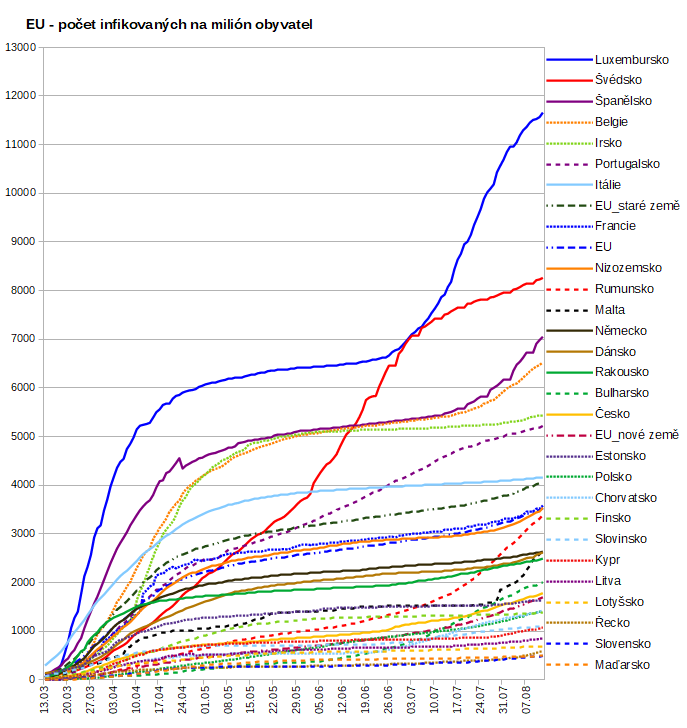 EU - počet infikovaných na milión obyvatel
13000
12000
11000
10000
9000
8000
7000
6000
5000
4000
3000
2000
1000
0
13.03
20.03
27.03
03.04
10.04
17.04
24.04
01.05
08.05
15.05
22.05
29.05
05.06
12.06
19.06
26.06
03.07
10.07
17.07
24.07
31.07
07.08
Luxembursko
Švédsko
Španělsko
Belgie
Irsko
Portugalsko
Itálie
EU_staré země
Francie
EU
Nizozemsko
Rumunsko
Malta
Německo
Dánsko
Rakousko
Bulharsko
Česko
EU_nové země
Estonsko
Polsko
Chorvatsko
Finsko
Slovinsko
Kypr
Litva
Lotyšsko
Řecko
Slovensko
Maďarsko